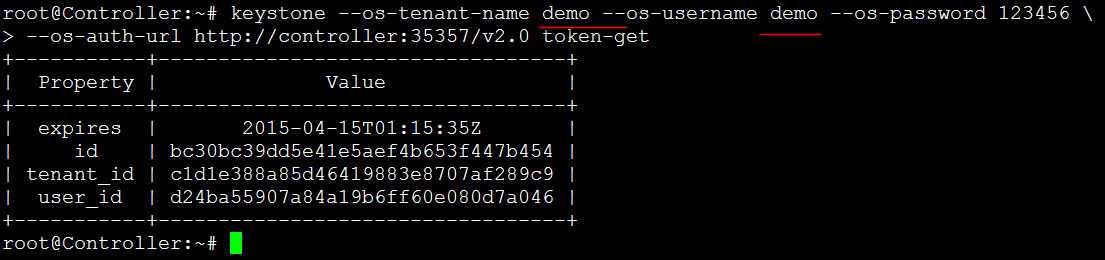 root@Controller:~# keystone --os-tenant-name demo --os-username demo --os-password 123456 \
> --os-auth-url http://controller:35357/v2.0 token-get
+-----------+----------------------------------+
|  Property |              Value               |
+-----------+----------------------------------+
|  expires  |       2015-04-15T01:15:35Z       |
|     id    | bc30bc39dd5e41e5aef4b653f447b454 |
| tenant_id | c1d1e388a85d46419883e8707af289c9 |
|  user_id  | d24ba55907a84a19b6ff60e080d7a046 |
+-----------+----------------------------------+
root@Controller:~#